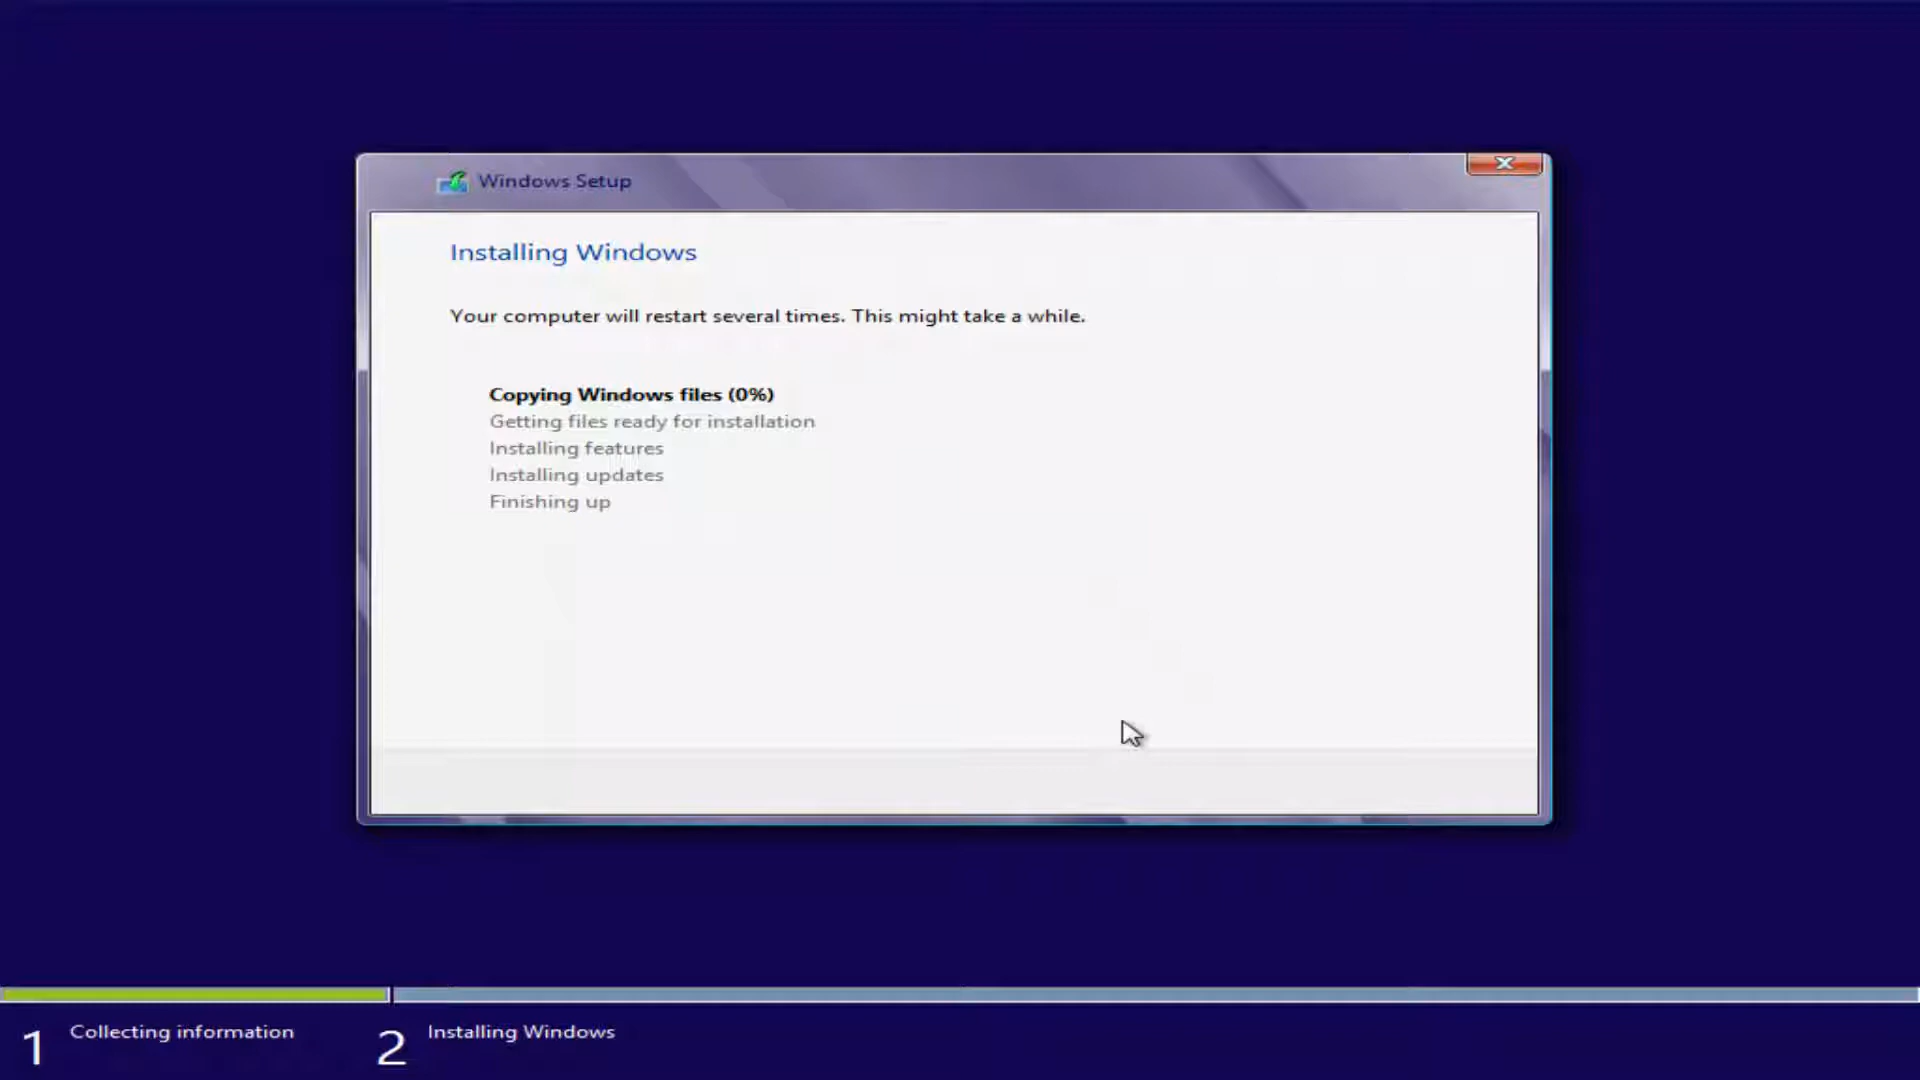 Windows Setup
Installing Windows
Your computer will restart several times. This might take a while.
Copying Windows files (0%)
Getting files ready for installation
Installing features
Installing updates
Finishing up
1 Collecting information
2 Installing Windows